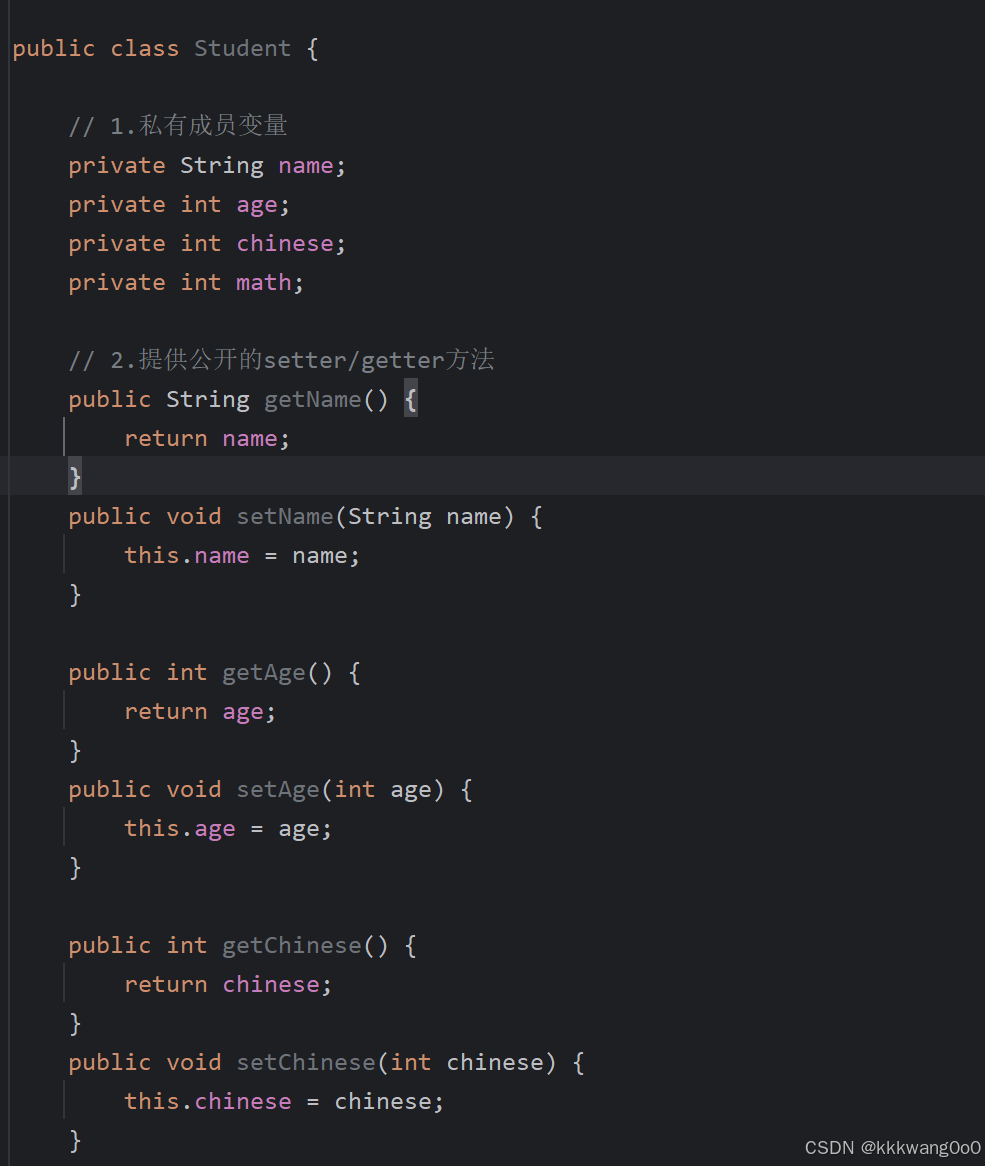 public class Student {
// 1.私有成员变量
private String name;
private int age;
private int chinese;
private int math;
// 2.提供公开的setter/getter方法
public String getName() {
return name;
}
public void setName(String name) {
this.name = name;
}
public int getAge() {
return age;
}
public void setAge(int age) {
this.age = age;
}
public int getChinese() {
return chinese;
}
public void setChinese(int chinese) {
this.chinese = chinese;
}
CSDN @kkkwang0o0